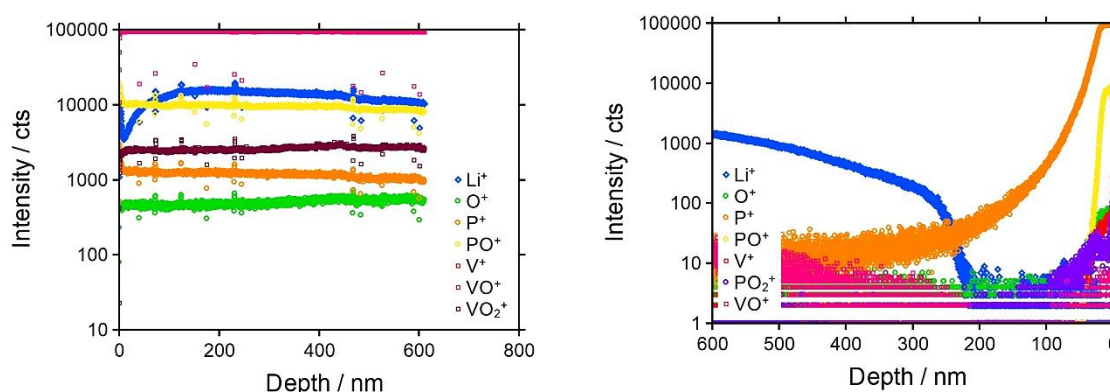 100000
10000
1000
100
10
0 200 400 600 800
Intensity / cts
Depth / nm
Li⁺
O⁺
P⁺
PO⁺
V⁺
VO⁺
VO₂⁺
100000
10000
1000
100
10
1
600 500 400 300 200 100 0
Intensity / cts
Depth / nm
Li⁺
O⁺
P⁺
PO⁺
V⁺
PO₂⁺
VO⁺